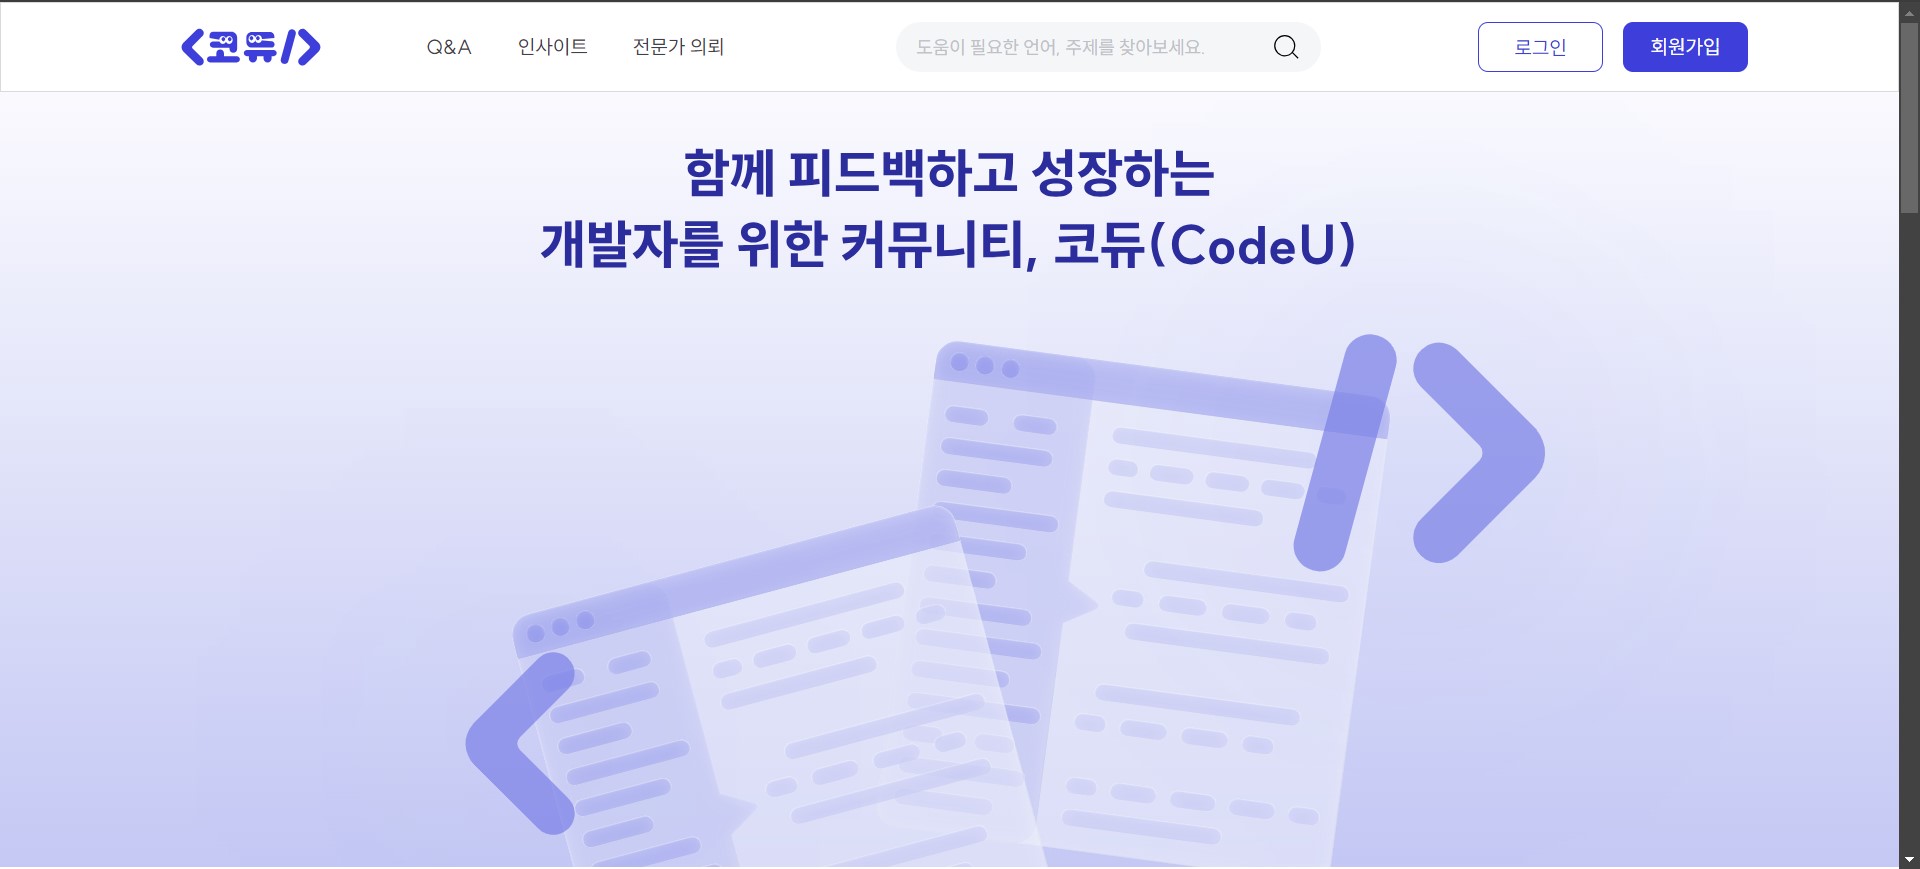 <코듀/>
Q&A
인사이트
전문가 의뢰
도움이 필요한 언어, 주제를 찾아보세요.
로그인
회원가입
함께 피드백하고 성장하는
개발자를 위한 커뮤니티, 코듀(CodeU)